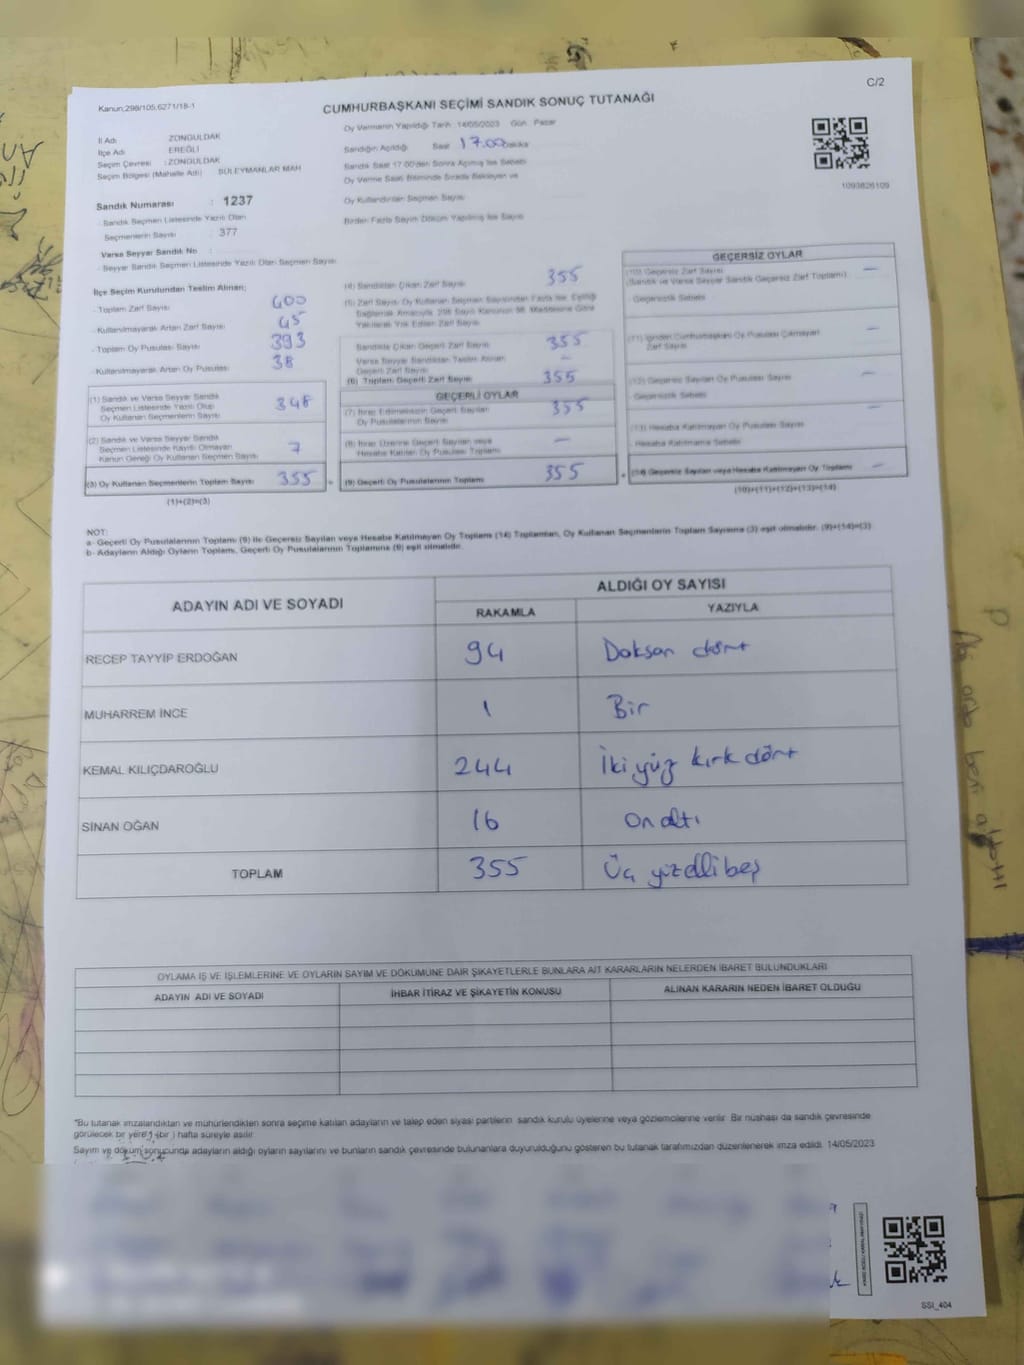 C/2
Kanun:298/105,6271/18-1
CUMHURBAŞKANI SEÇİMİ SANDIK SONUÇ TUTANAĞI
İl Adı : ZONGULDAK
İlçe Adı : EREĞLİ
Seçim Çevresi : ZONGULDAK
Seçim Bölgesi (Mahalle Adı) : SÜLEYMANLAR MAH
Oy Vermenin Yapıldığı Tarih :14/05/2023 Gün : Pazar
Sandığın Açıldığı Saat 17.00 Dakika
Sandık Saat 17.00'den Sonra Açılmış İse Sebebi
Oy Verme Saati Bitiminde Sırada Bekleyen ve
Oy Kullandırılan Seçmen Sayısı
Birden Fazla Sayım Döküm Yapılmış İse Sayısı
1093826109
Sandık Numarası : 1237
- Sandık Seçmen Listesinde Yazılı Olan
Seçmenlerin Sayısı : 377
Varsa Seyyar Sandık No :
- Seyyar Sandık Seçmen Listesinde Yazılı Olan Seçmen Sayısı:
İlçe Seçim Kurulundan Teslim Alınan;
- Toplam Zarf Sayısı 400
- Kullanılmayarak Artan Zarf Sayısı 45
- Toplam Oy Pusulası Sayısı 393
- Kullanılmayarak Artan Oy Pusulası 38
(1) Sandık ve Varsa Seyyar Sandık
Seçmen Listesinde Yazılı Olup
Oy Kullanan Seçmenlerin Sayısı 348
(2) Sandık ve Varsa Seyyar Sandık
Seçmen Listesinde Kayıtlı Olmayan
Kanun Gereği Oy Kullanan Seçmen Sayısı 7
(3) Oy Kullanan Seçmenlerin Toplam Sayısı 355
(1)+(2)=(3)
(4) Sandıktan Çıkan Zarf Sayısı 355
(5) Zarf Sayısı Oy Kullanan Seçmen Sayısından Fazla İse, Eşitliği
Sağlamak Amacıyla 298 Sayılı Kanunun 98. Maddesine Göre
Yakılarak Yok Edilen Zarf Sayısı
Sandıkta Çıkan Geçerli Zarf Sayısı 355
Varsa Seyyar Sandıktan Teslim Alınan
Geçerli Zarf Sayısı –
(6) Toplam Geçerli Zarf Sayısı 355
GEÇERLİ OYLAR
(7) İtiraz Edilmeksizin Geçerli Sayılan
Oy Pusulalarının Sayısı 355
(8) İtiraz Üzerine Geçerli Sayılan veya
Hesaba Katılan Oy Pusulası Toplamı –
(9) Geçerli Oy Pusulalarının Toplamı 355
GEÇERSİZ OYLAR
(10) Geçersiz Zarf Sayısı –
(Sandık ve Varsa Seyyar Sandık Geçersiz Zarf Toplamı)
- Geçersizlik Sebebi
(11) İçinden Cumhurbaşkanı Oy Pusulası Çıkmayan
Zarf Sayısı –
(12) Geçersiz Sayılan Oy Pusulası Sayısı –
- Geçersizlik Sebebi
(13) Hesaba Katılmayan Oy Pusulası Sayısı –
- Hesaba Katılmama Sebebi
(14) Geçersiz Sayılan veya Hesaba Katılmayan Oy Toplamı –
(10)+(11)+(12)+(13)=(14)
NOT:
a- Geçerli Oy Pusulalarının Toplamı (9) ile Geçersiz Sayılan veya Hesaba Katılmayan Oy Toplamı (14) Toplamları, Oy Kullanan Seçmenlerin Toplam Sayısına (3) eşit olmalıdır. (9)+(14)=(3)
b- Adayların Aldığı Oyların Toplamı, Geçerli Oy Pusulalarının Toplamına (9) eşit olmalıdır.
ADAYIN ADI VE SOYADI
ALDIĞI OY SAYISI
RAKAMLA YAZIYLA
RECEP TAYYİP ERDOĞAN 94 Doksan dört
MUHARREM İNCE 1 Bir
KEMAL KILIÇDAROĞLU 244 İki yüz kırk dört
SİNAN OĞAN 16 On altı
TOPLAM 355 Üç yüz elli beş
OYLAMA İŞ VE İŞLEMLERİNE VE OYLARIN SAYIM VE DÖKÜMÜNE DAİR ŞİKAYETLERLE BUNLARA AİT KARARLARIN NELERDEN İBARET BULUNDUKLARI
ADAYIN ADI VE SOYADI İHBAR İTİRAZ VE ŞİKAYETİN KONUSU ALINAN KARARIN NEDEN İBARET OLDUĞU
*Bu tutanak imzalandıktan ve mühürlendikten sonra seçime katılan adayların ve talep eden siyasi partilerin sandık kurulu üyelerine veya gözlemcilerine verilir. Bir nüshası da sandık çevresinde
görülecek bir yere 1 (bir ) hafta süreyle asılır.
Sayım ve döküm sonucunda adayların aldığı oyların sayılarını ve bunların sandık çevresinde bulunanlara duyurulduğunu gösteren bu tutanak tarafımızdan düzenlenerek imza edildi. 14/05/2023
SSI_404